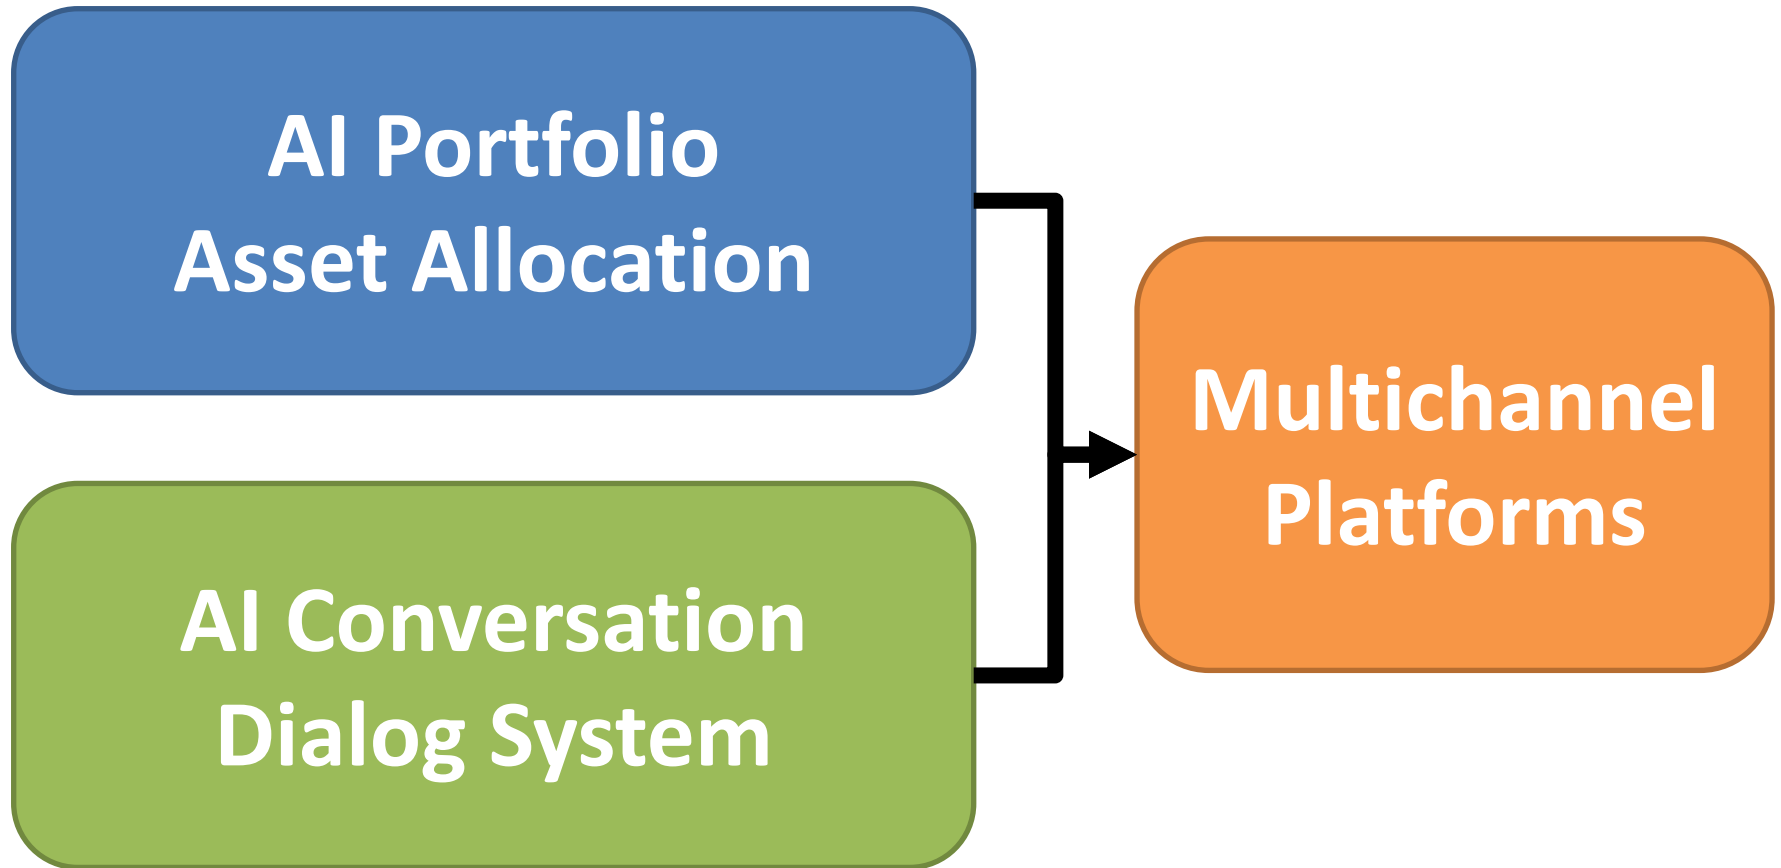 AI Portfolio
Asset Allocation
AI Conversation
Dialog System
Multichannel
Platforms